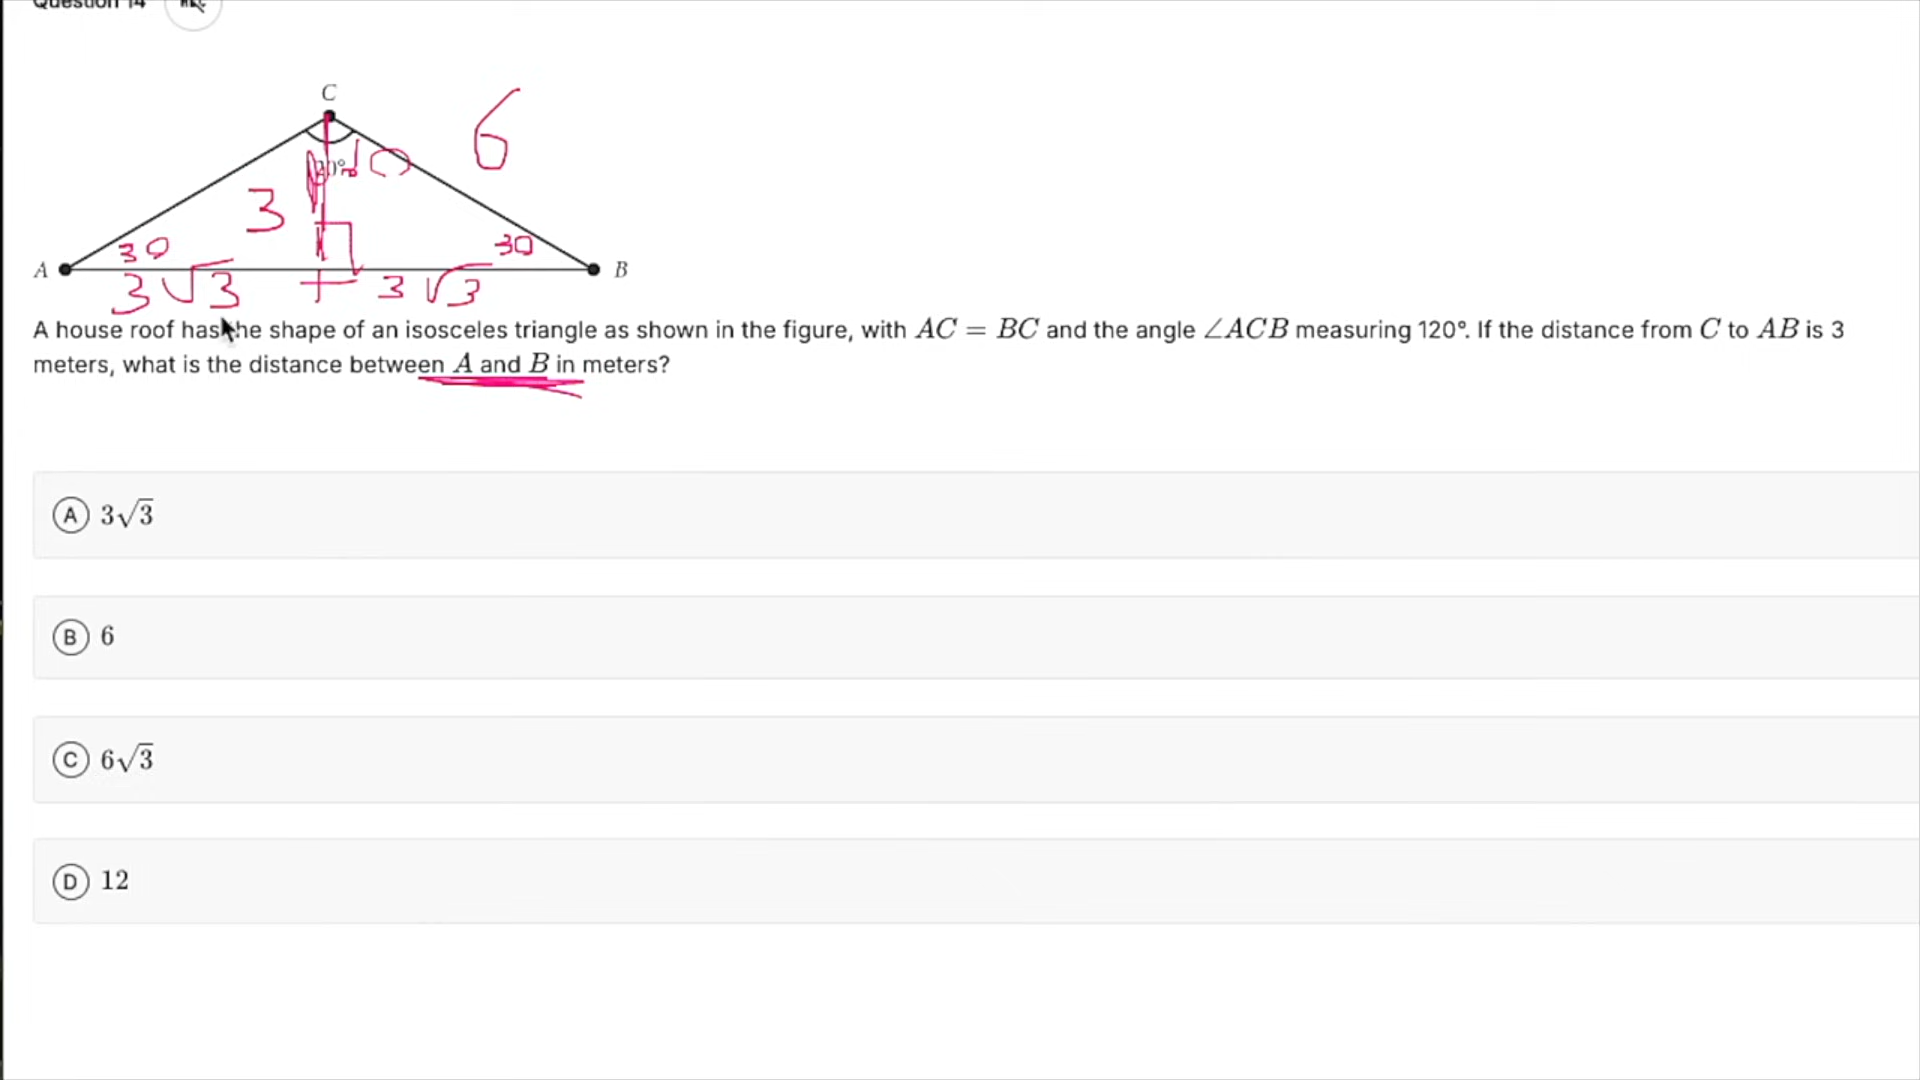 Question 14
C
6
3
30
30
A
B
3√3 + 3√3
A house roof has the shape of an isosceles triangle as shown in the figure, with AC = BC and the angle ∠ACB measuring 120°. If the distance from C to AB is 3
meters, what is the distance between A and B in meters?
A 3√3
B 6
C 6√3
D 12